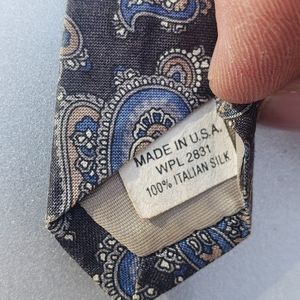 MADE IN U.S.A.
WPL 2831
100% ITALIAN SILK